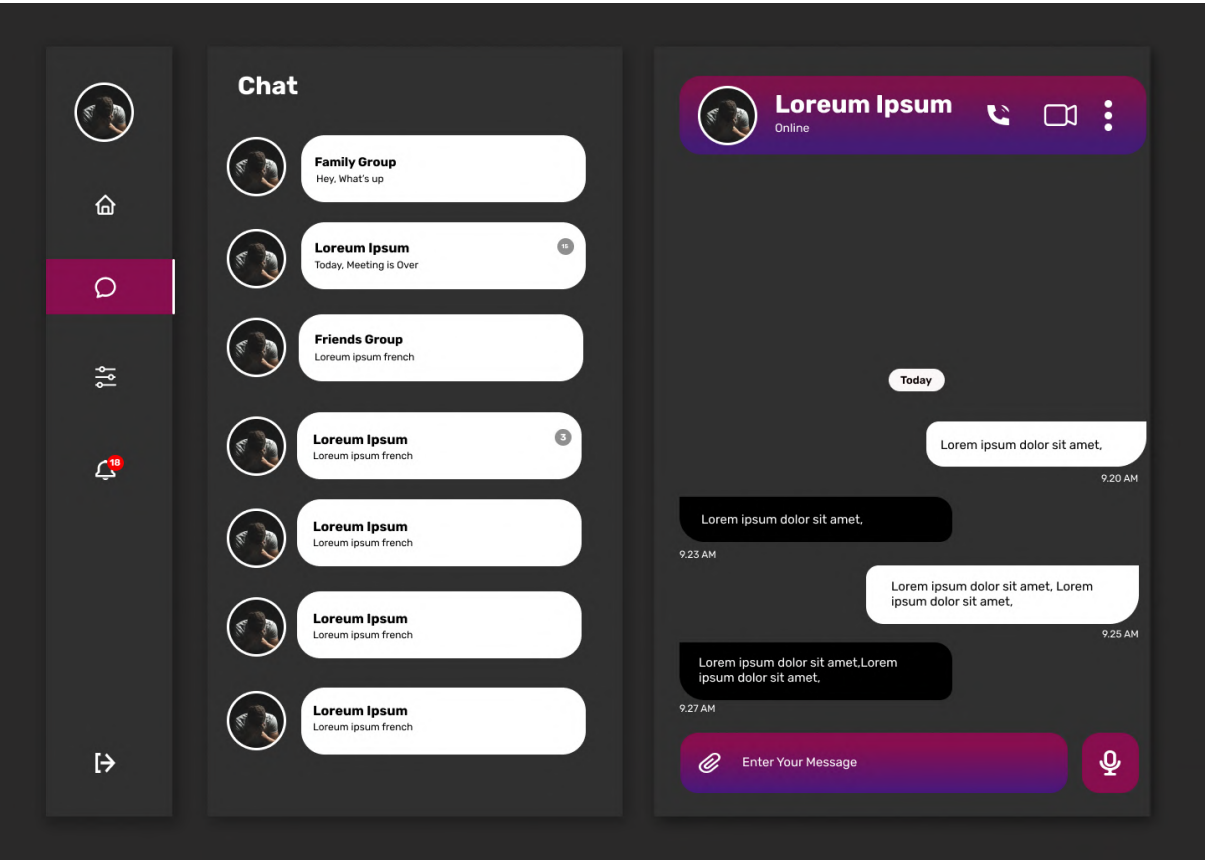 Chat
Family Group
Hey, What's up
Loreum Ipsum
15
Today, Meeting is Over
Friends Group
Loreum ipsum french
Loreum Ipsum
3
Loreum ipsum french
Loreum Ipsum
Loreum ipsum french
Loreum Ipsum
Loreum ipsum french
Loreum Ipsum
Loreum ipsum french
18
Loreum Ipsum
Online
Today
Lorem ipsum dolor sit amet,
9.20 AM
Lorem ipsum dolor sit amet,
9.23 AM
Lorem ipsum dolor sit amet, Lorem
ipsum dolor sit amet,
9.25 AM
Lorem ipsum dolor sit amet,Lorem
ipsum dolor sit amet,
9.27 AM
Enter Your Message